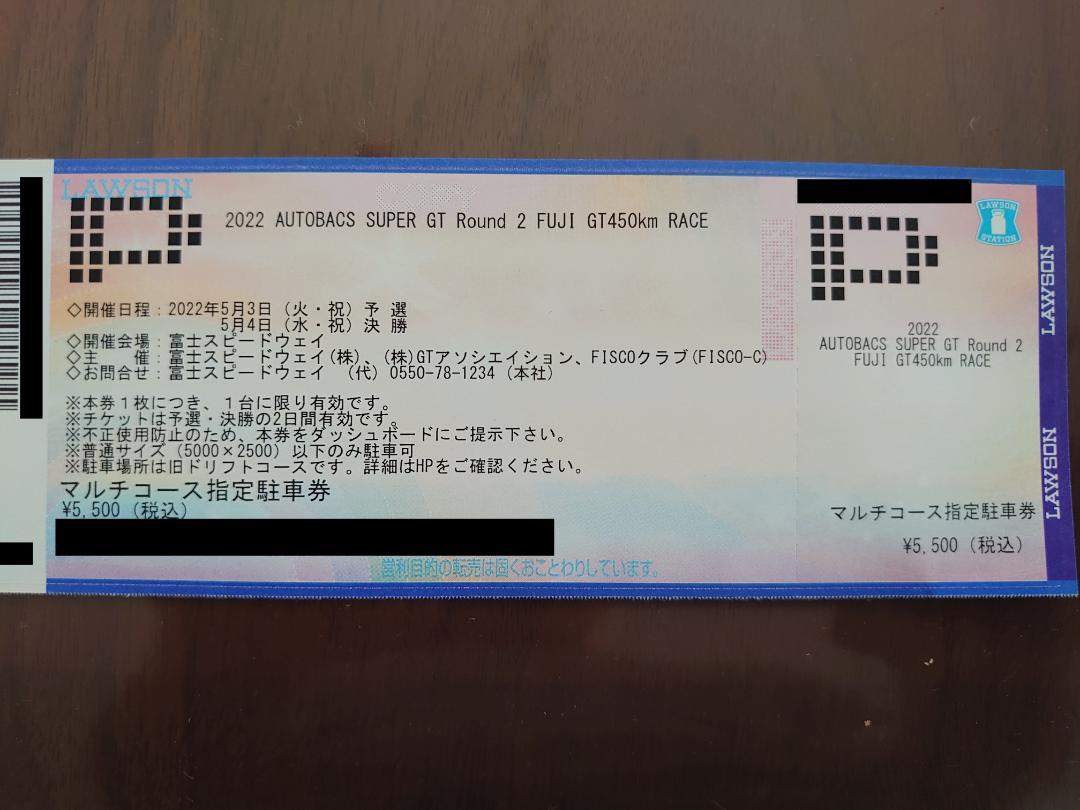 LAWSON
2022 AUTOBACS SUPER GT Round 2 FUJI GT450km RACE
◇開催日程：2022年5月3日（火・祝）予 選
5月4日（水・祝）決 勝
◇開催会場：富士スピードウェイ
◇主　　催：富士スピードウェイ(株)、(株)GTアソシエイション、FISCOクラブ(FISCO-C)
◇お問合せ：富士スピードウェイ （代）0550-78-1234（本社）
※本券１枚につき、１台に限り有効です。
※チケットは予選・決勝の2日間有効です。
※不正使用防止のため、本券をダッシュボードにご提示下さい。
※普通サイズ（5000×2500）以下のみ駐車可
※駐車場所は旧ドリフトコースです。詳細はHPをご確認ください。
マルチコース指定駐車券
¥5,500（税込）
営利目的の転売は固くおことわりしています。
LAWSON
STATION
2022
AUTOBACS SUPER GT Round 2
FUJI GT450km RACE
マルチコース指定駐車券
¥5,500（税込）
LAWSON
LAWSON